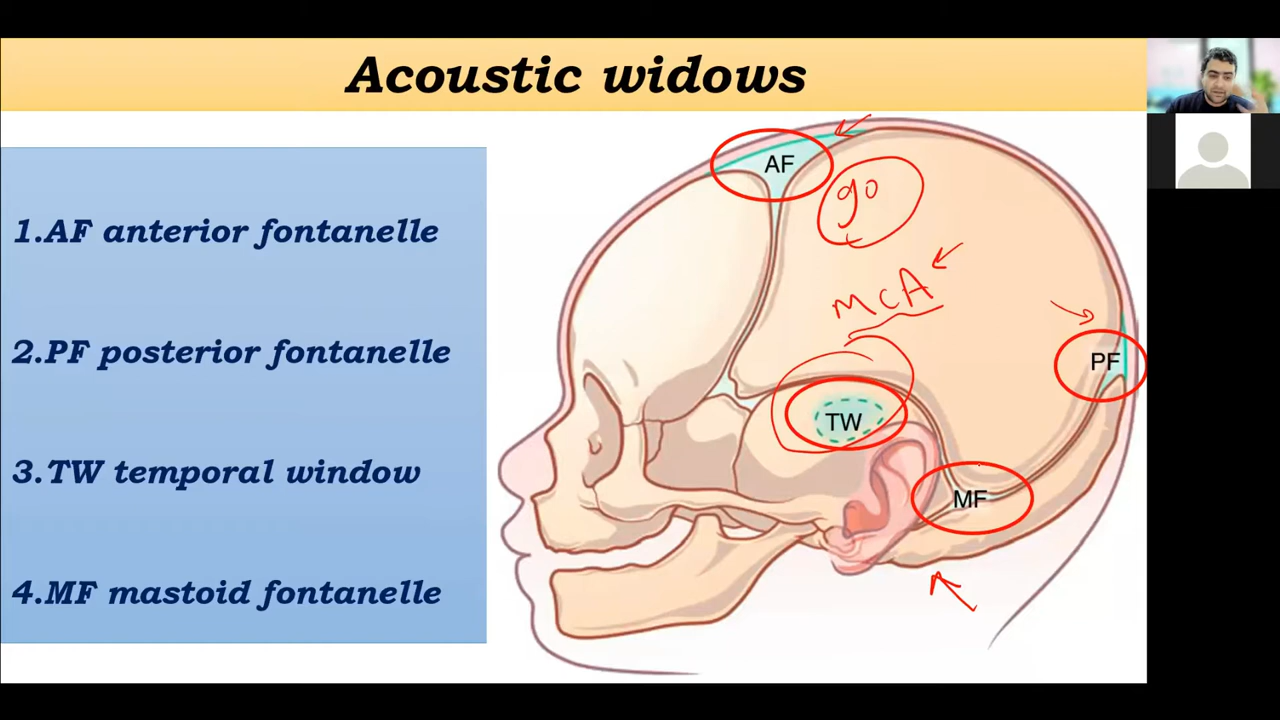 Acoustic widows
1.AF anterior fontanelle
2.PF posterior fontanelle
3.TW temporal window
4.MF mastoid fontanelle
AF
90
MCA
PF
TW
MF